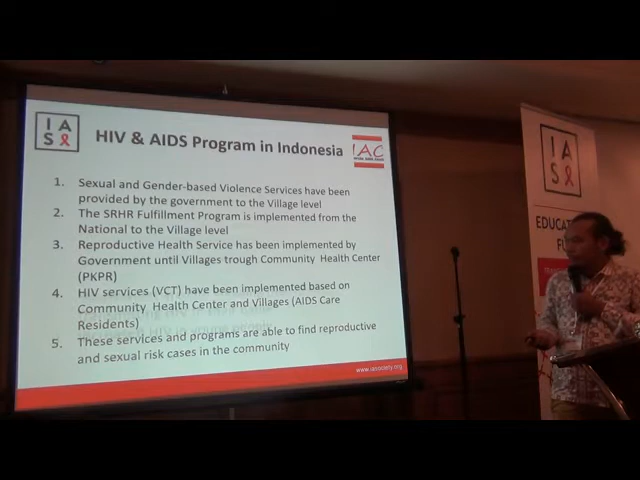 IAS
HIV & AIDS Program in Indonesia
IAC
1. Sexual and Gender-based Violence Services have been
provided by the government to the Village level
2. The SRHR Fulfillment Program is implemented from the
National to the Village level
3. Reproductive Health Service has been implemented by
Government until Villages trough Community Health Center
(PKPR)
4. HIV services (VCT) have been implemented based on
Community Health Center and Villages (AIDS Care
Residents)
5. These services and programs are able to find reproductive
and sexual risk cases in the community
www.iasociety.org
IAS